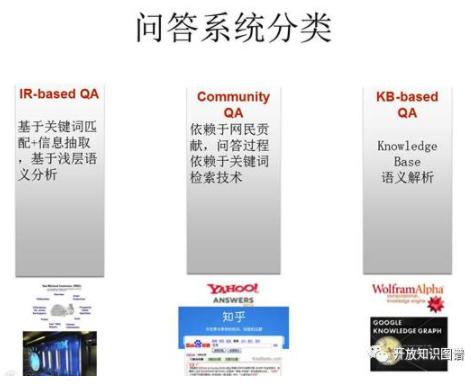 问答系统分类
IR-based QA
基于关键词匹
配+信息抽取
，基于浅层语
义分析
Community
QA
依赖于网民贡
献，问答过程
依赖于关键词
检索技术
KB-based
QA
Knowledge
Base
语义解析
YAHOO!
ANSWERS
知乎
WolframAlpha
computational
knowledge engine
GOOGLE
KNOWLEDGE GRAPH
开放知识图谱